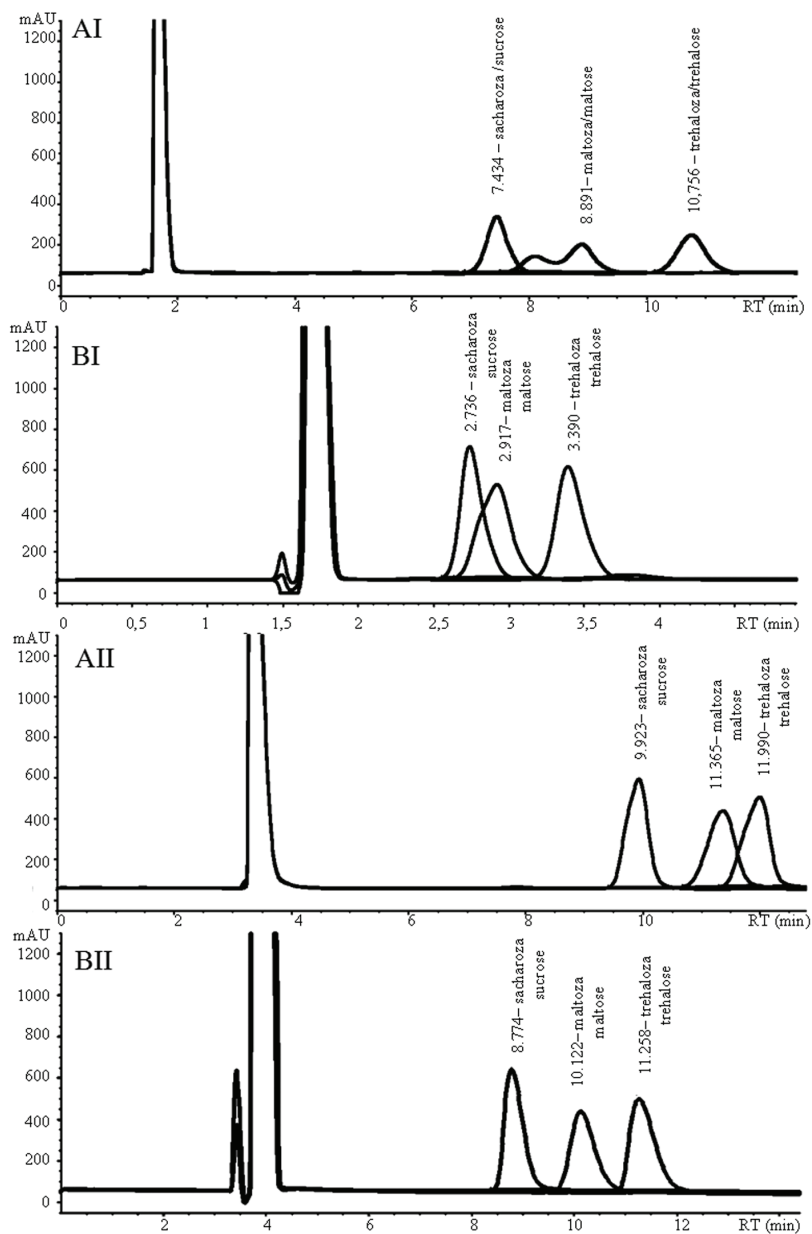 mAU
AI
1200
1000
800
600
400
200
0
7.434 – sacharoza /sucrose
8.891– maltoza/maltose
10,756 – trehaloza/trehalose
0 2 4 6 8 10 RT (min)
mAU
BI
1200
1000
800
600
400
200
0
2.736 – sacharoza
sucrose
2.917– maltoza
maltose
3.390 – trehaloza
trehalose
0 0,5 1 1,5 2 2,5 3 3,5 4 RT (min)
mAU
AII
1200
1000
800
600
400
200
0
9.923– sacharoza
sucrose
11.365– maltoza
maltose
11.990– trehaloza
trehalose
0 2 4 6 8 10 RT (min)
mAU
BII
1200
1000
800
600
400
200
0
8.774– sacharoza
sucrose
10.122– maltoza
maltose
11.258– trehaloza
trehalose
2 4 6 8 10 12 RT (min)